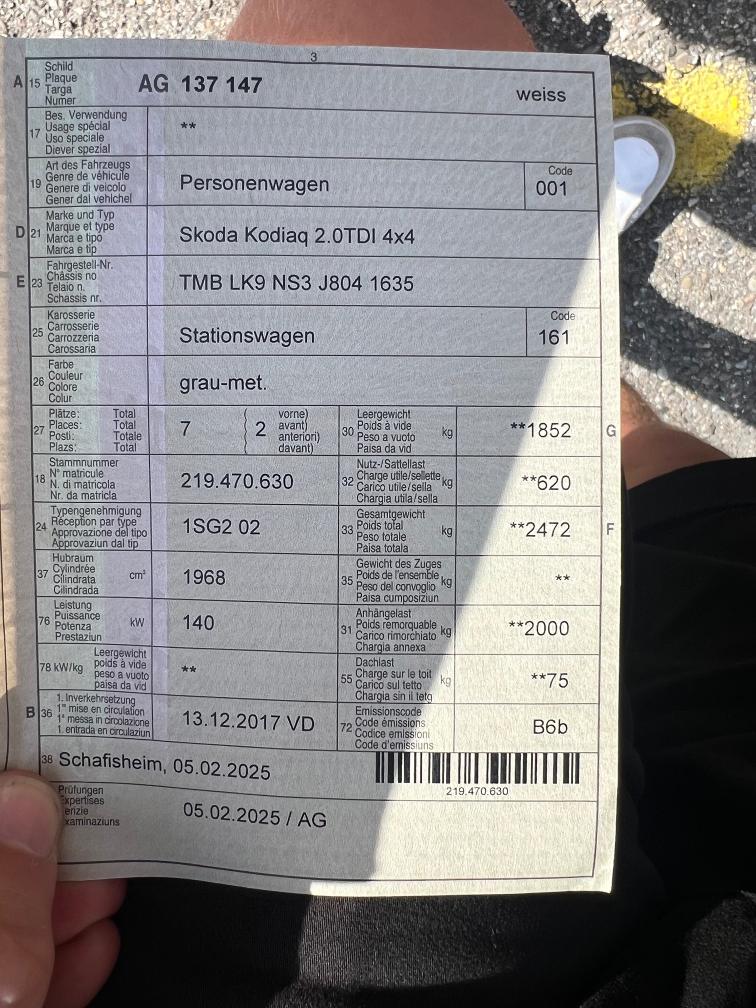 3
A 15 Schild
Plaque
Targa
Numer
AG 137 147
weiss
17 Bes. Verwendung
Usage spécial
Uso speciale
Diever spezial
**
19 Art des Fahrzeugs
Genre de véhicule
Genere di veicolo
Gener dal vehichel
Personenwagen
Code
001
D 21 Marke und Typ
Marque et type
Marca e tipo
Marca e tip
Skoda Kodiaq 2.0TDI 4x4
E 23 Fahrgestell-Nr.
Châssis no
Telaio n.
Schassis nr.
TMB LK9 NS3 J804 1635
25 Karosserie
Carrosserie
Carrozzeria
Carossaria
Stationswagen
Code
161
26 Farbe
Couleur
Colore
Colur
grau-met.
27 Plätze: Total
Places: Total
Posti: Totale
Plazs: Total
7 ( 2 vorne)
( avant)
( anteriori)
( davant)
30 Leergewicht
Poids à vide
Peso a vuoto
Paisa da vid
kg
**1852
G
18 Stammnummer
N° matricule
N. di matricola
Nr. da matricla
219.470.630
32 Nutz-/Sattellast
Charge utile/sellette
Carico utile/sella
Chargia utila/sella
kg
**620
24 Typengenehmigung
Réception par type
Approvazione del tipo
Approvaziun dal tip
1SG2 02
33 Gesamtgewicht
Poids total
Peso totale
Paisa totala
kg
**2472
F
37 Hubraum
Cylindrée
Cilindrata
Cilindrada
cm³
1968
35 Gewicht des Zuges
Poids de l'ensemble
Peso del convoglio
Paisa cumposiziun
kg
**
76 Leistung
Puissance
Potenza
Prestaziun
kW
140
31 Anhängelast
Poids remorquable
Carico rimorchiato
Chargia annexa
kg
**2000
78 kW/kg Leergewicht
poids à vide
peso a vuoto
paisa da vid
**
55 Dachlast
Charge sur le toit
Carico sul tetto
Chargia sin il tetg
kg
**75
B 36 1. Inverkehrsetzung
1re mise en circulation
1a messa in circolazione
1. entrada en circulaziun
13.12.2017 VD
72 Emissionscode
Code émissions
Codice emissioni
Code d'emissiuns
B6b
38 Schafisheim, 05.02.2025
219.470.630
Prüfungen
05.02.2025 / AG